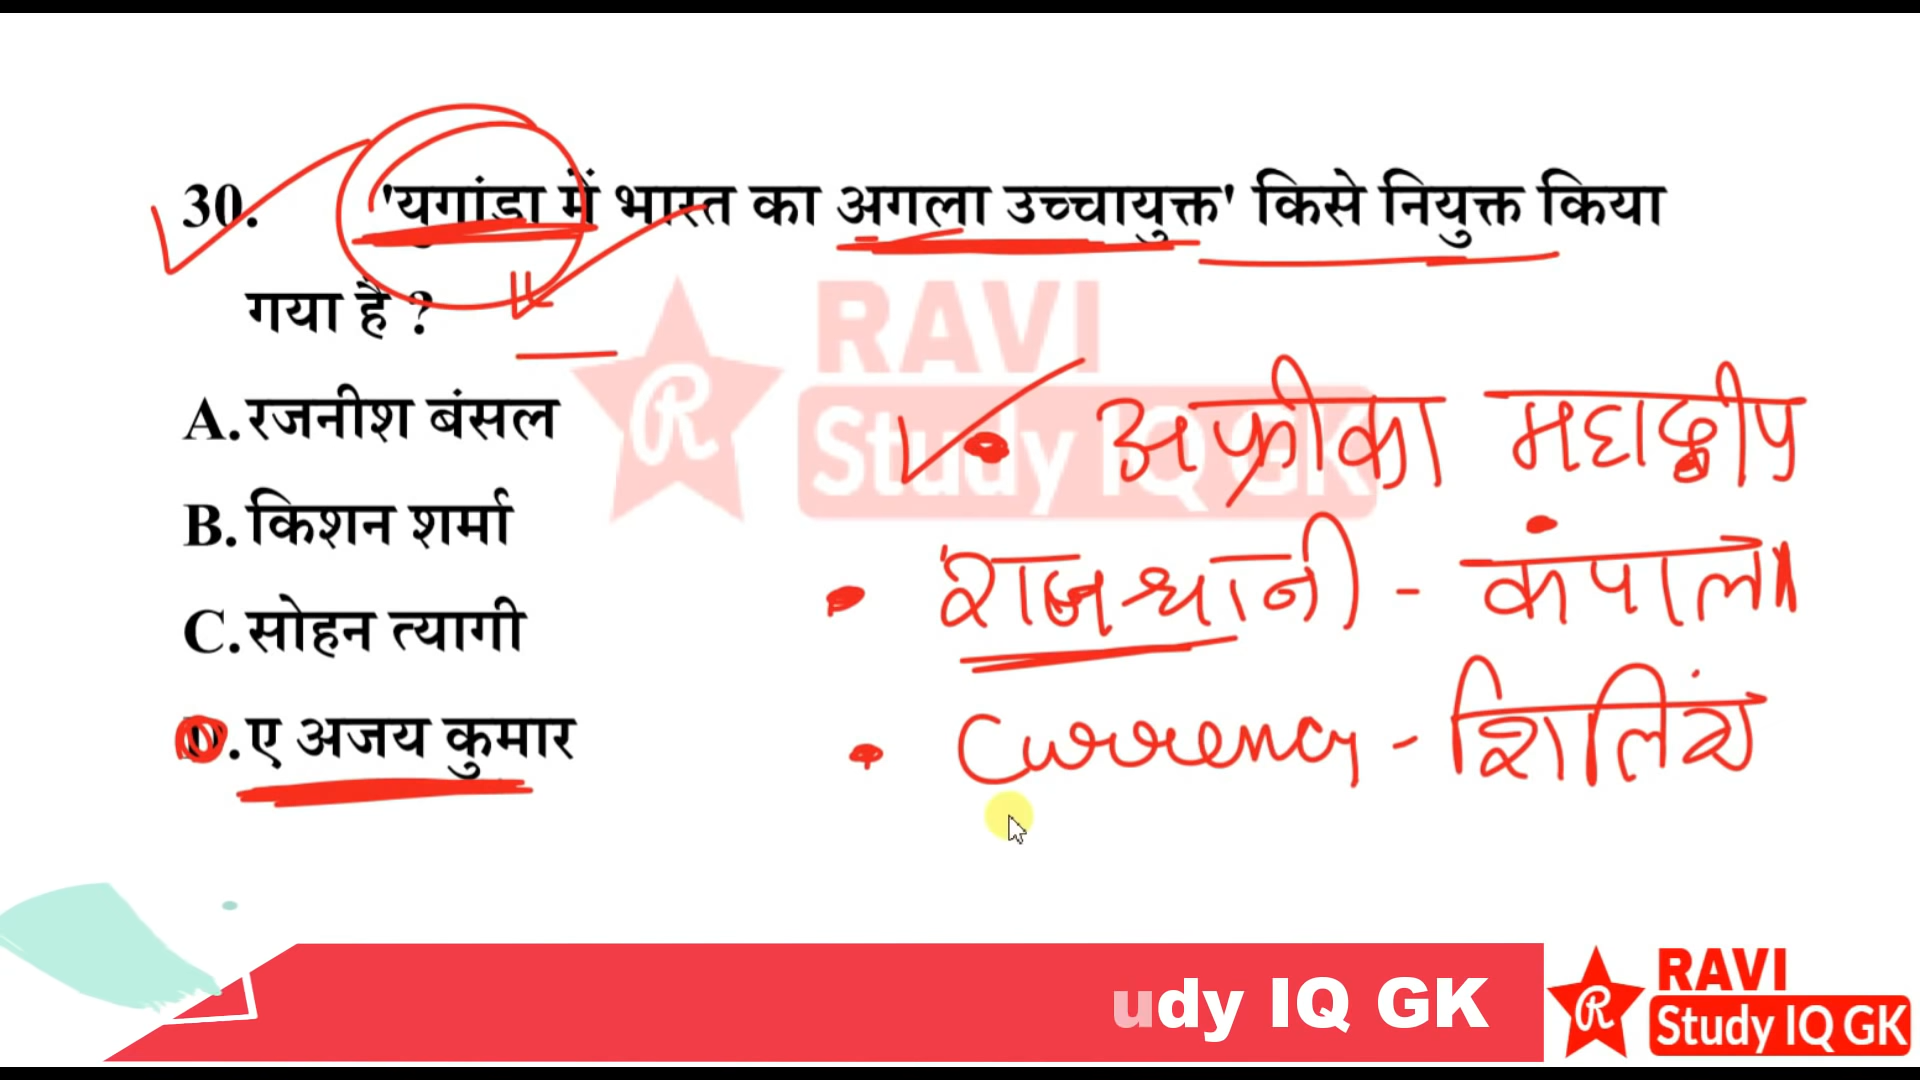 30. 'युगांडा में भारत का अगला उच्चायुक्त' किसे नियुक्त किया
गया है ?
A. रजनीश बंसल
B. किशन शर्मा
C. सोहन त्यागी
D. ए अजय कुमार
RAVI
Study IQ GK
R
• अफ्रीका महाद्वीप
• राजधानी - कंपाला
• Currency - शिलिंग
udy IQ GK
R
RAVI
Study IQ GK